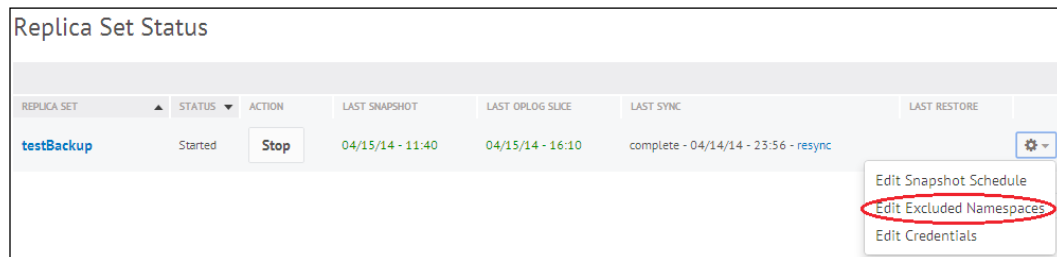 Replica Set Status
REPLICA SET STATUS ACTION LAST SNAPSHOT LAST OPLOG SLICE LAST SYNC LAST RESTORE
testBackup Started Stop 04/15/14 - 11:40 04/15/14 - 16:10 complete - 04/14/14 - 23:56 - resync
Edit Snapshot Schedule
Edit Excluded Namespaces
Edit Credentials